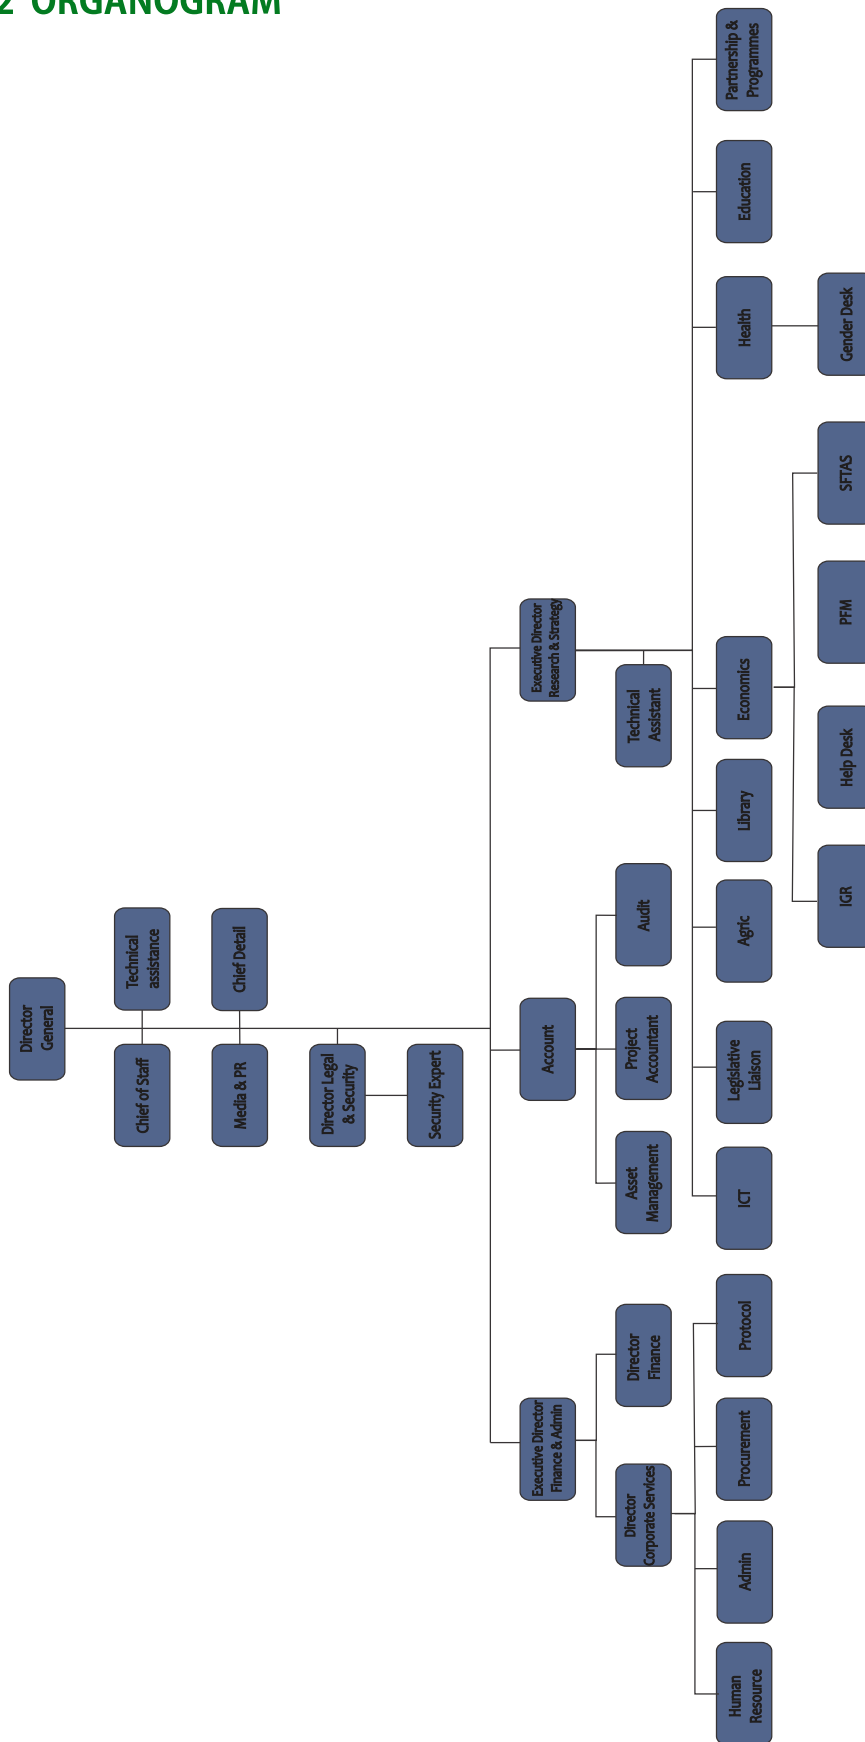 2 ORGANOGRAM
Director
General
Chief of Staff
Technical
assistance
Media & PR
Chief Detail
Director Legal
& Security
Security Expert
Executive Director
Finance & Admin
Account
Executive Director
Research & Strategy
Director
Corporate Services
Director
Finance
Asset
Management
Project
Accountant
Audit
Technical
Assistant
Human
Resource
Admin
Procurement
Protocol
ICT
Legislative
Liaison
Agric
Library
Economics
Health
Education
Partnership &
Programmes
IGR
Help Desk
PFM
SFTAS
Gender Desk